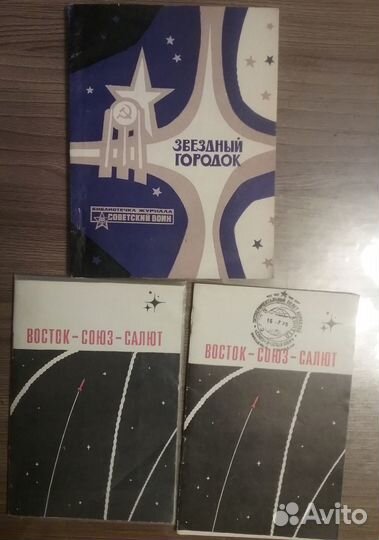 ЗВЕЗДНЫЙ
ГОРОДОК
БИБЛИОТЕЧКА ЖУРНАЛА
СОВЕТСКИЙ ВОИН
ВОСТОК–СОЮЗ–САЛЮТ
ВОСТОК–СОЮЗ–САЛЮТ
Avito